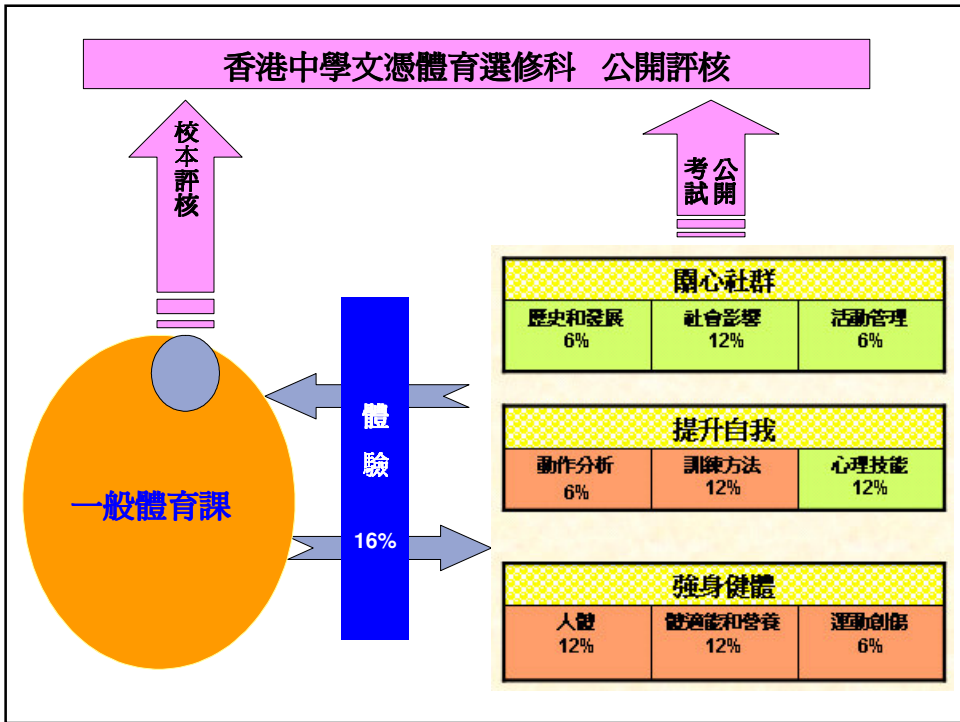 香港中學文憑體育選修科 公開評核
校本評核
公開
考試
關心社群
歷史和發展
6%
社會影響
12%
活動管理
6%
體
驗
16%
提升自我
動作分析
6%
訓練方法
12%
心理技能
12%
一般體育課
強身健體
人體
12%
體適能和營養
12%
運動創傷
6%